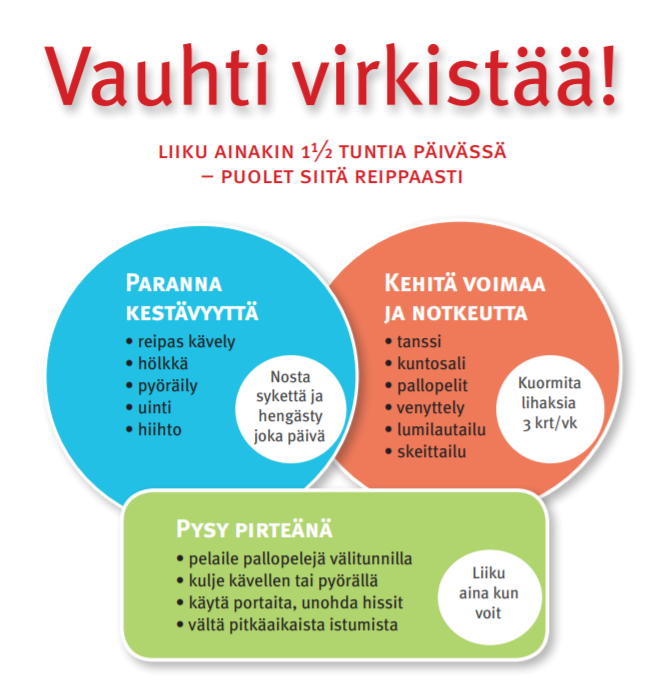 Vauhti virkistää!
LIIKU AINAKIN 1½ TUNTIA PÄIVÄSSÄ
– PUOLET SIITÄ REIPPAASTI
PARANNA
KESTÄVYYTTÄ
• reipas kävely
• hölkkä
• pyöräily
• uinti
• hiihto
Nosta
sykettä ja
hengästy
joka päivä
KEHITÄ VOIMAA
JA NOTKEUTTA
• tanssi
• kuntosali
• pallopelit
• venyttely
• lumilautailu
• skeittailu
Kuormita
lihaksia
3 krt/vk
PYSY PIRTEÄNÄ
• pelaile pallopelejä välitunnilla
• kulje kävellen tai pyörällä
• käytä portaita, unohda hissit
• vältä pitkäaikaista istumista
Liiku
aina kun
voit